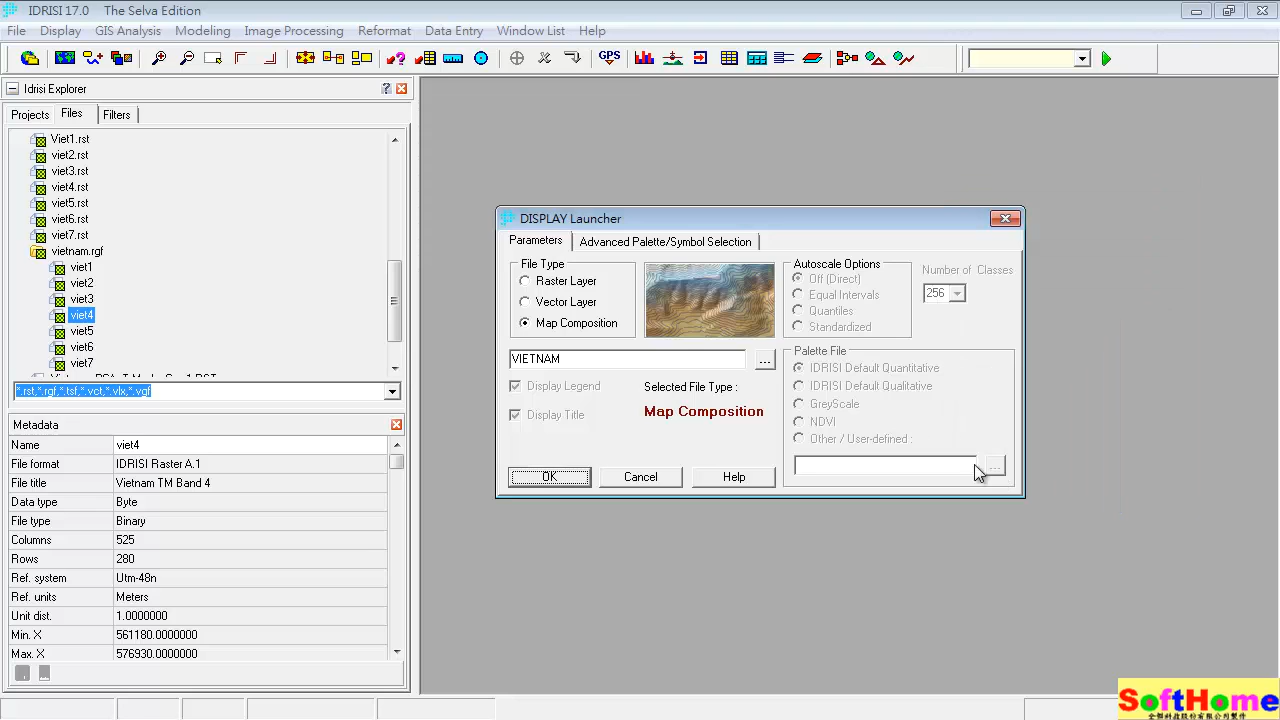 IDRISI 17.0    The Selva Edition
File Display GIS Analysis Modeling Image Processing Reformat Data Entry Window List Help
GPS
Idrisi Explorer
Projects Files Filters
Viet1.rst
viet2.rst
viet3.rst
viet4.rst
viet5.rst
viet6.rst
viet7.rst
vietnam.rgf
viet1
viet2
viet3
viet4
viet5
viet6
viet7
*.rst,*.rgf,*.tsf,*.vct,*.vlx,*.vgf
Metadata
Name viet4
File format IDRISI Raster A.1
File title Vietnam TM Band 4
Data type Byte
File type Binary
Columns 525
Rows 280
Ref. system Utm-48n
Ref. units Meters
Unit dist. 1.0000000
Min. X 561180.0000000
Max. X 576930.0000000
DISPLAY Launcher
Parameters Advanced Palette/Symbol Selection
File Type
Raster Layer
Vector Layer
Map Composition
VIETNAM ...
Display Legend
Display Title
Selected File Type:
Map Composition
OK Cancel Help
Autoscale Options
Off (Direct)
Equal Intervals
Quantiles
Standardized
Number of Classes
256
Palette File
IDRISI Default Quantitative
IDRISI Default Qualitative
GreyScale
NDVI
Other / User-defined :
...
SoftHome